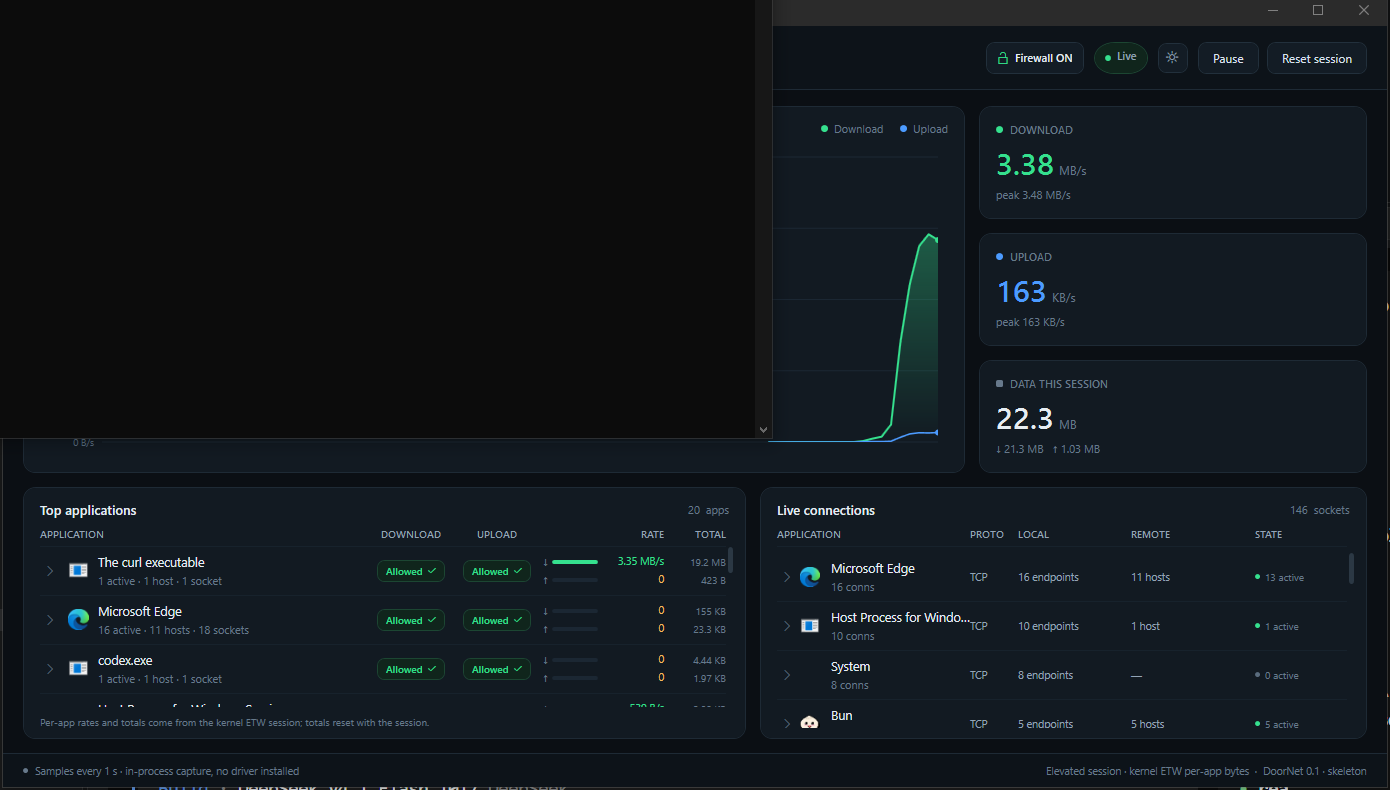 Firewall ON
Live
Pause
Reset session
Download
Upload
0 B/s
DOWNLOAD
3.38 MB/s
peak 3.48 MB/s
UPLOAD
163 KB/s
peak 163 KB/s
DATA THIS SESSION
22.3 MB
↓ 21.3 MB ↑ 1.03 MB
Top applications
20 apps
APPLICATION DOWNLOAD UPLOAD RATE TOTAL
The curl executable
1 active · 1 host · 1 socket
Allowed ✓ Allowed ✓
↓ 3.35 MB/s 19.2 MB
↑ 0 423 B
Microsoft Edge
16 active · 11 hosts · 18 sockets
Allowed ✓ Allowed ✓
↓ 0 155 KB
↑ 0 23.3 KB
codex.exe
1 active · 1 host · 1 socket
Allowed ✓ Allowed ✓
↓ 0 4.44 KB
↑ 0 1.97 KB
Per-app rates and totals come from the kernel ETW session; totals reset with the session.
Live connections
146 sockets
APPLICATION PROTO LOCAL REMOTE STATE
Microsoft Edge
16 conns
TCP 16 endpoints 11 hosts 13 active
Host Process for Windo...
10 conns
TCP 10 endpoints 1 host 1 active
System
8 conns
TCP 8 endpoints — 0 active
Bun
TCP 5 endpoints 5 hosts 5 active
Samples every 1 s · in-process capture, no driver installed
Elevated session · kernel ETW per-app bytes · DoorNet 0.1 · skeleton